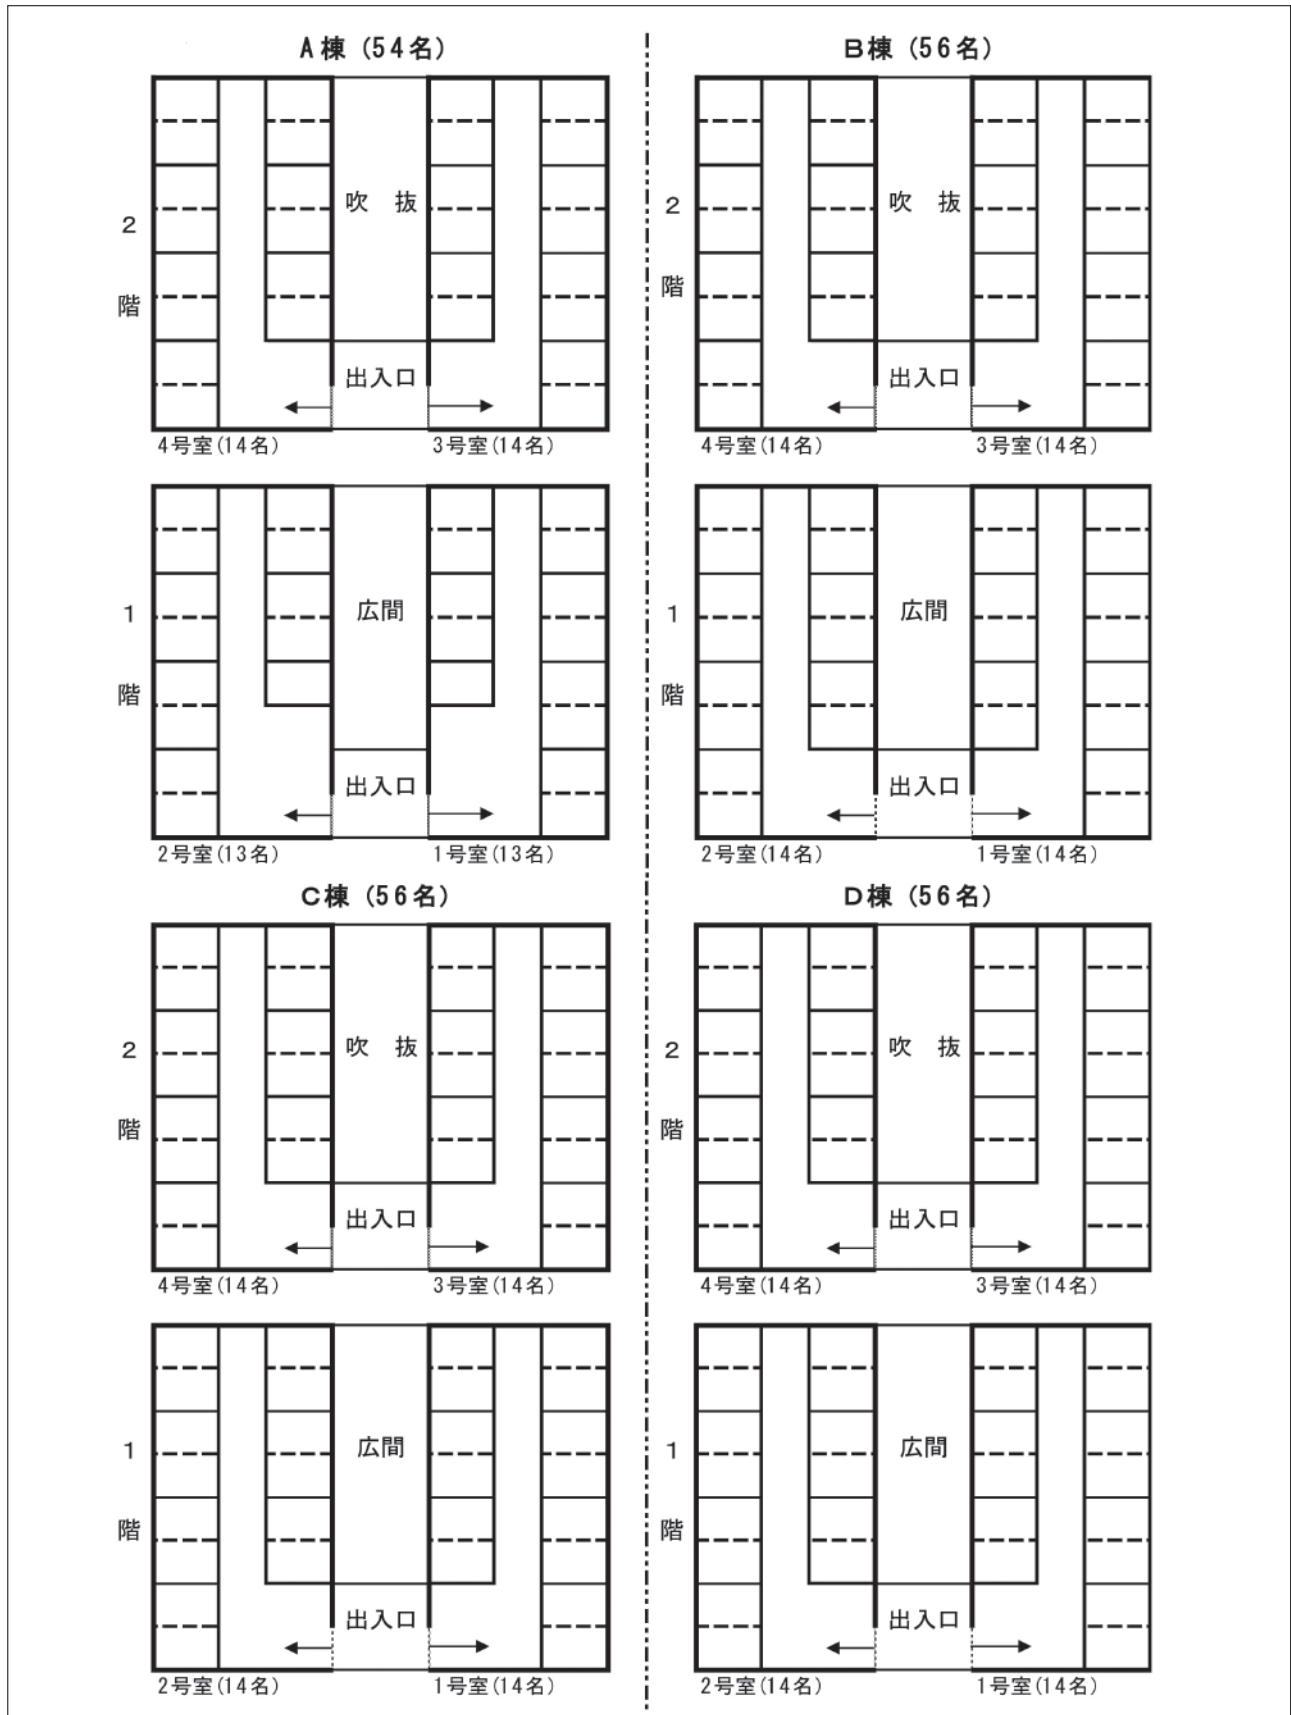 A棟(54名)
2
階
吹 抜
出入口
4号室(14名)
3号室(14名)
1
階
広間
出入口
2号室(13名)
1号室(13名)
B棟(56名)
2
階
吹 抜
出入口
4号室(14名)
3号室(14名)
1
階
広間
出入口
2号室(14名)
1号室(14名)
C棟(56名)
2
階
吹 抜
出入口
4号室(14名)
3号室(14名)
1
階
広間
出入口
2号室(14名)
1号室(14名)
D棟(56名)
2
階
吹 抜
出入口
4号室(14名)
3号室(14名)
1
階
広間
出入口
2号室(14名)
1号室(14名)